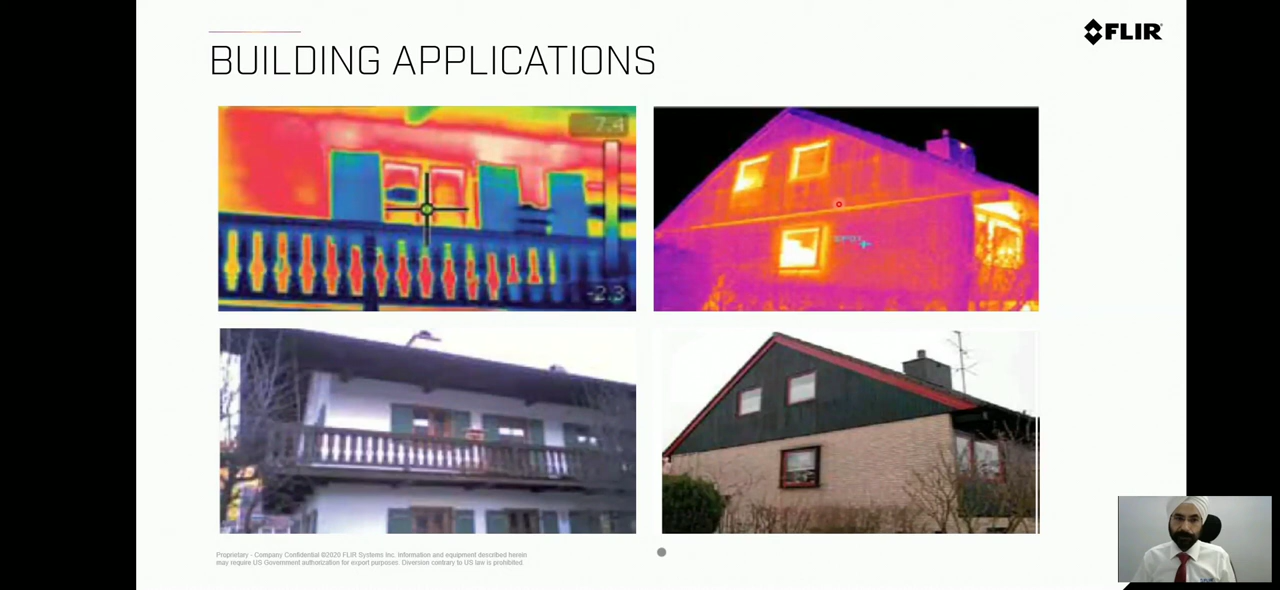 BUILDING APPLICATIONS
FLIR
7.4
SPOT
-2.3
Proprietary - Company Confidential ©2020 FLIR Systems Inc. Information and equipment described herein
may require US Government authorization for export purposes. Diversion contrary to US law is prohibited.